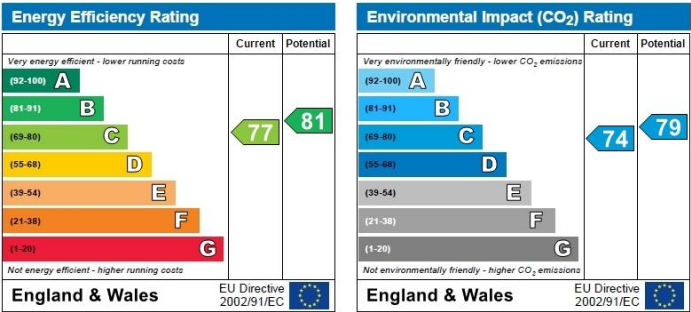 Energy Efficiency Rating
Current Potential
Very energy efficient - lower running costs
(92-100) A
(81-91) B
(69-80) C
(55-68) D
(39-54) E
(21-38) F
(1-20) G
77
81
Not energy efficient - higher running costs
England & Wales
EU Directive
2002/91/EC
Environmental Impact (CO₂) Rating
Current Potential
Very environmentally friendly - lower CO₂ emissions
(92-100) A
(81-91) B
(69-80) C
(55-68) D
(39-54) E
(21-38) F
(1-20) G
74
79
Not environmentally friendly - higher CO₂ emissions
England & Wales
EU Directive
2002/91/EC